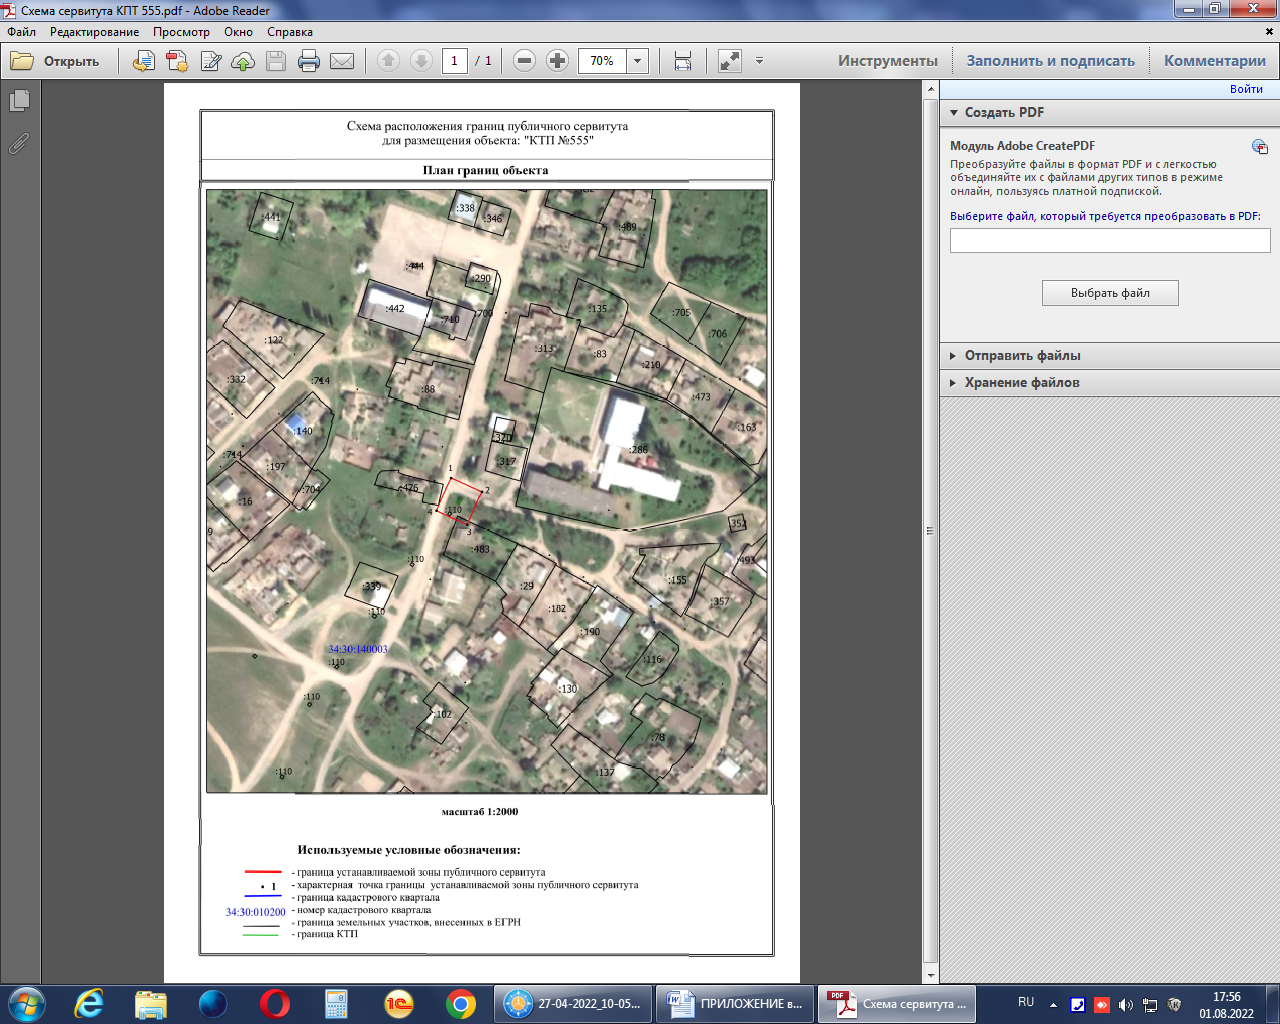 Схема сервитута КПТ 555.pdf - Adobe Reader
Файл Редактирование Просмотр Окно Справка
Открыть 1 / 1 70% Инструменты Заполнить и подписать Комментарии
Войти
Создать PDF
Модуль Adobe CreatePDF
Преобразуйте файлы в формат PDF и с легкостью
объединяйте их с файлами других типов в режиме
онлайн, пользуясь платной подпиской.
Выберите файл, который требуется преобразовать в PDF:
Выбрать файл
Отправить файлы
Хранение файлов
Схема расположения границ публичного сервитута
для размещения объекта: "КТП №555"
План границ объекта
:338
:441
:346
:489
:444
:290
:442
:135
:700
:705
:710
:706
:122
:313
:83
:210
:332
:714
:88
:473
:140
:320
:163
:714
:286
:197
:317
1
:704
:476
2
:16
4
:110
:352
9
3
:483
:110
:493
:155
:339
:29
:357
:182
:110
:190
34:30:140003
:110
:116
:130
:110
:102
:78
:110
:137
масштаб 1:2000
Используемые условные обозначения:
- граница устанавливаемой зоны публичного сервитута
• 1 - характерная точка границы устанавливаемой зоны публичного сервитута
- граница кадастрового квартала
34:30:010200 - номер кадастрового квартала
- граница земельных участков, внесенных в ЕГРН
- граница КТП
27-04-2022_10-05... ПРИЛОЖЕНИЕ в... Схема сервитута ... RU 17:56
01.08.2022